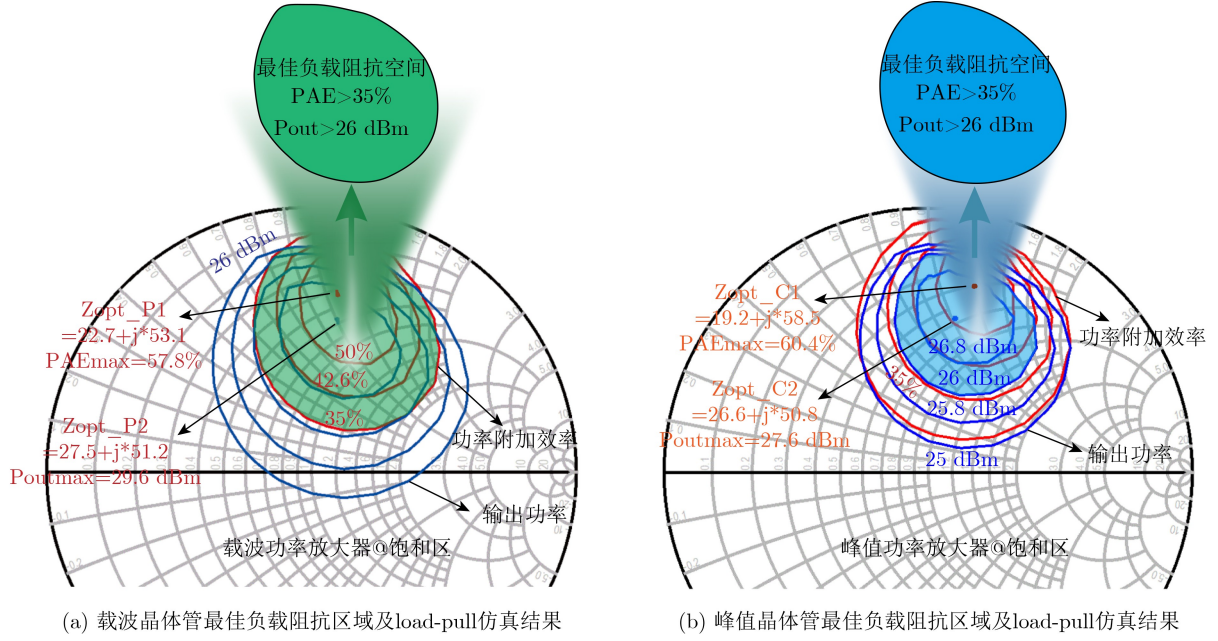 最佳负载阻抗空间
PAE>35%
Pout>26 dBm
26 dBm
Zopt_P1
=22.7+j*53.1
PAEmax=57.8%
50%
42.6%
35%
Zopt_P2
=27.5+j*51.2
Poutmax=29.6 dBm
功率附加效率
输出功率
载波功率放大器@饱和区
(a) 载波晶体管最佳负载阻抗区域及load-pull仿真结果
最佳负载阻抗空间
PAE>35%
Pout>26 dBm
Zopt_C1
=19.2+j*58.5
PAEmax=60.4%
功率附加效率
26.8 dBm
35%
26 dBm
25.8 dBm
Zopt_C2
=26.6+j*50.8
Poutmax=27.6 dBm
25 dBm
输出功率
峰值功率放大器@饱和区
(b) 峰值晶体管最佳负载阻抗区域及load-pull仿真结果